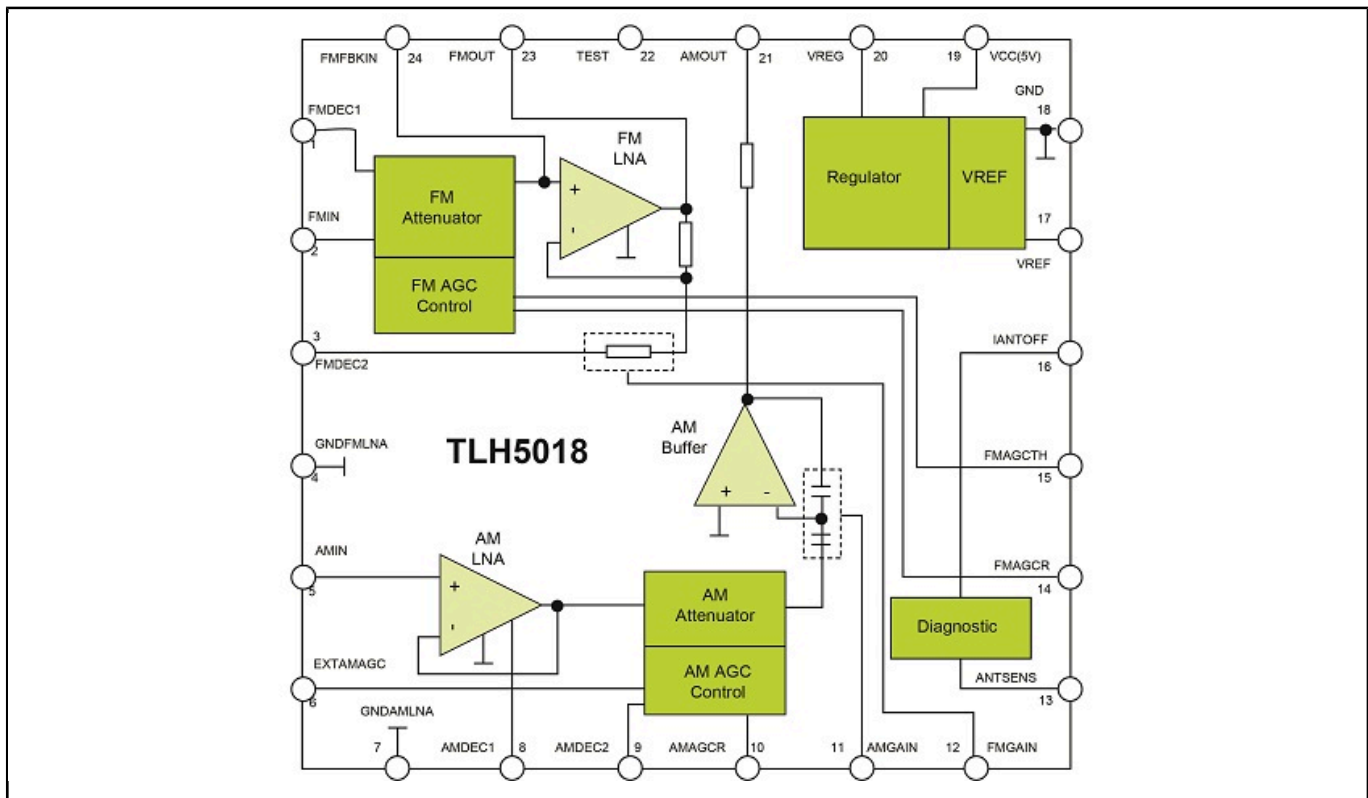 FMFBKIN 24 FMOUT 23 TEST 22 AMOUT 21 VREG 20 19 VCC(5V)
GND
18
FMDEC1
1
FM
LNA
+
-
FM
Attenuator
Regulator
VREF
FMIN
2
17
VREF
FM AGC
Control
3
FMDEC2
IANTOFF
16
GNDFMLNA
4
TLH5018
AM
Buffer
+ -
FMAGCTH
15
AMIN
5
AM
LNA
+
-
AM
Attenuator
FMAGCR
14
Diagnostic
EXTAMAGC
6
AM AGC
Control
ANTSENS
13
GNDAMLNA
7 AMDEC1 8 AMDEC2 9 AMAGCR 10 11 AMGAIN 12 FMGAIN